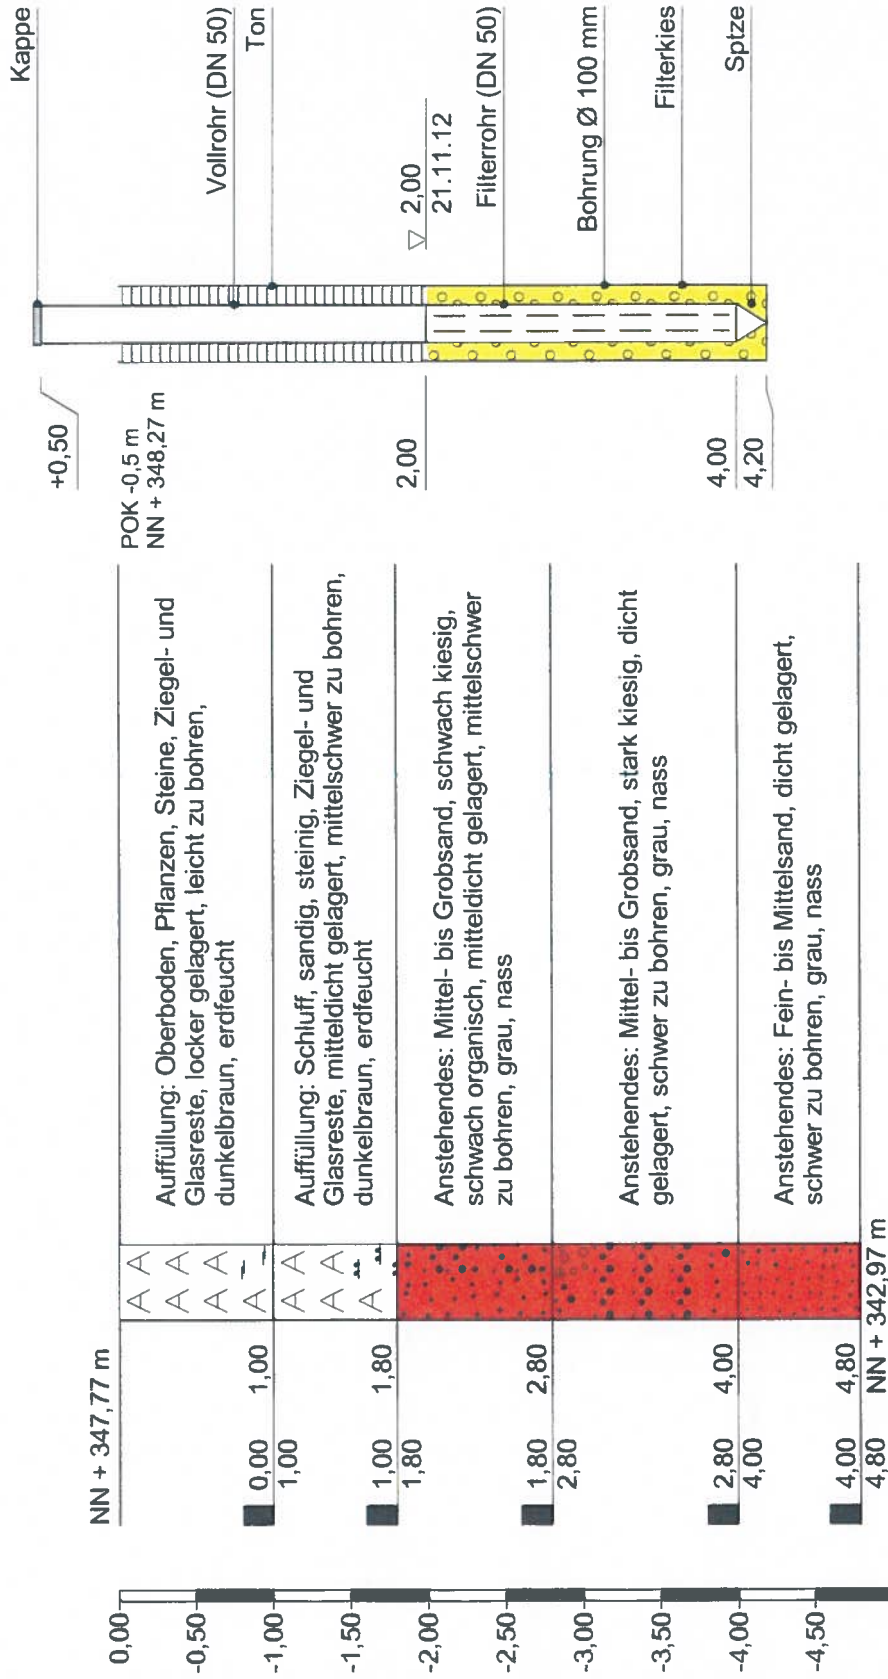 NN + 347,77 m
0,00
-0,50
-1,00
-1,50
-2,00
-2,50
-3,00
-3,50
-4,00
-4,50
0,00
1,00
1,00
1,80
1,80
2,80
2,80
4,00
4,00
4,80
1,00
1,80
2,80
4,00
4,80
NN + 342,97 m
A A
A A
A A
A
A A
A A
A
Auffüllung: Oberboden, Pflanzen, Steine, Ziegel- und
Glasreste, locker gelagert, leicht zu bohren,
dunkelbraun, erdfeucht
Auffüllung: Schluff, sandig, steinig, Ziegel- und
Glasreste, mitteldicht gelagert, mittelschwer zu bohren,
dunkelbraun, erdfeucht
Anstehendes: Mittel- bis Grobsand, schwach kiesig,
schwach organisch, mitteldicht gelagert, mittelschwer
zu bohren, grau, nass
Anstehendes: Mittel- bis Grobsand, stark kiesig, dicht
gelagert, schwer zu bohren, grau, nass
Anstehendes: Fein- bis Mittelsand, dicht gelagert,
schwer zu bohren, grau, nass
+0,50
POK -0,5 m
NN + 348,27 m
2,00
4,00
4,20
Kappe
Vollrohr (DN 50)
Ton
2,00
21.11.12
Filterrohr (DN 50)
Bohrung Ø 100 mm
Filterkies
Sptze